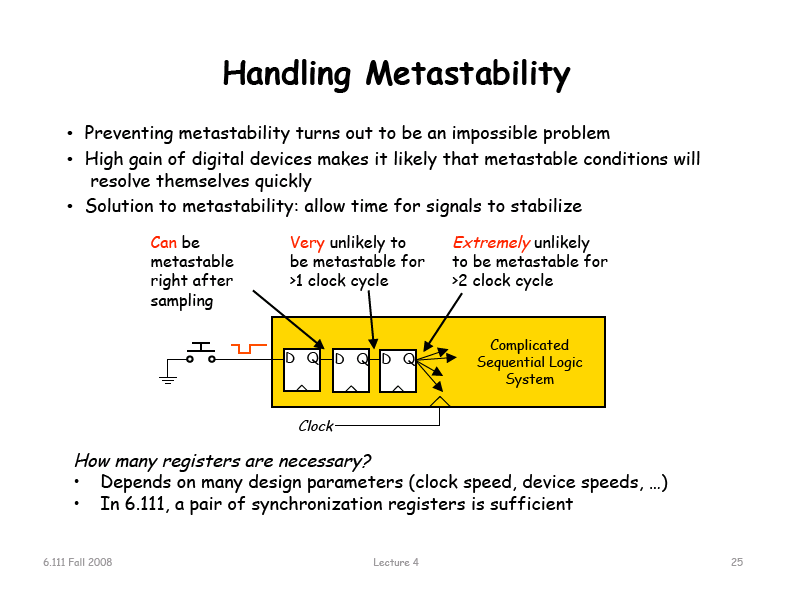 Handling Metastability
• Preventing metastability turns out to be an impossible problem
• High gain of digital devices makes it likely that metastable conditions will
resolve themselves quickly
• Solution to metastability: allow time for signals to stabilize
Can be
metastable
right after
sampling
Very unlikely to
be metastable for
>1 clock cycle
Extremely unlikely
to be metastable for
>2 clock cycle
D Q D Q D Q
Complicated
Sequential Logic
System
Clock
How many registers are necessary?
• Depends on many design parameters (clock speed, device speeds, …)
• In 6.111, a pair of synchronization registers is sufficient
6.111 Fall 2008
Lecture 4
25